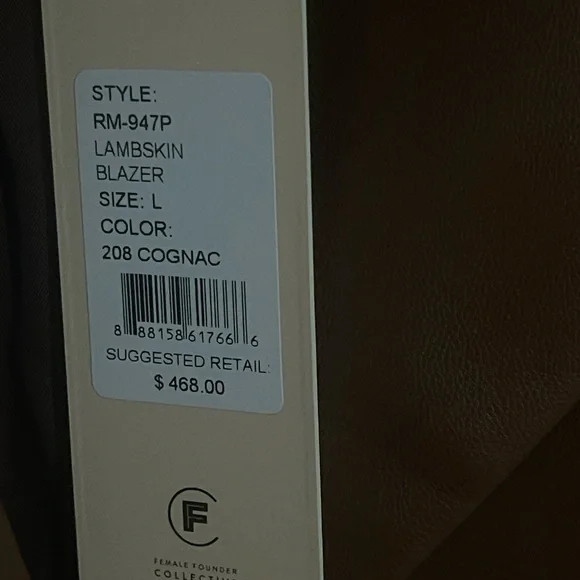 STYLE:
RM-947P
LAMBSKIN
BLAZER
SIZE: L
COLOR:
208 COGNAC
8 88158 61766 6
SUGGESTED RETAIL:
$ 468.00
F
FEMALE FOUNDER
COLLECTIVE